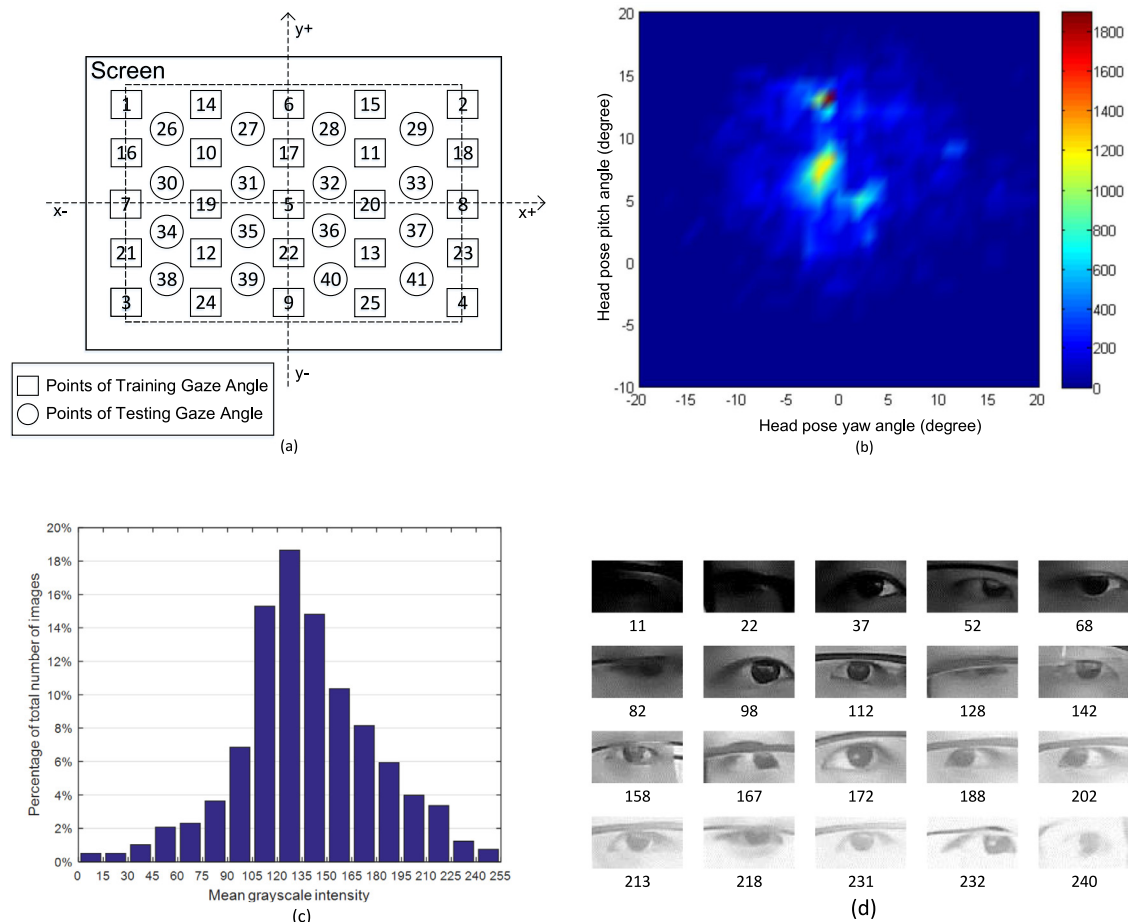 y+
Screen
1 14 6 15 2
26 27 28 29
16 10 17 11 18
30 31 32 33
x- 7 19 5 20 8 x+
34 35 36 37
21 12 22 13 23
38 39 40 41
3 24 9 25 4
y-
Points of Training Gaze Angle
Points of Testing Gaze Angle
(a)
20
15
10
5
0
-5
-10
Head pose pitch angle (degree)
-20 -15 -10 -5 0 5 10 15 20
Head pose yaw angle (degree)
1800
1600
1400
1200
1000
800
600
400
200
0
(b)
20%
18%
16%
14%
12%
10%
8%
6%
4%
2%
0%
Percentage of total number of images
0 15 30 45 60 75 90 105 120 135 150 165 180 195 210 225 240 255
Mean grayscale intensity
(c)
11 22 37 52 68
82 98 112 128 142
158 167 172 188 202
213 218 231 232 240
(d)